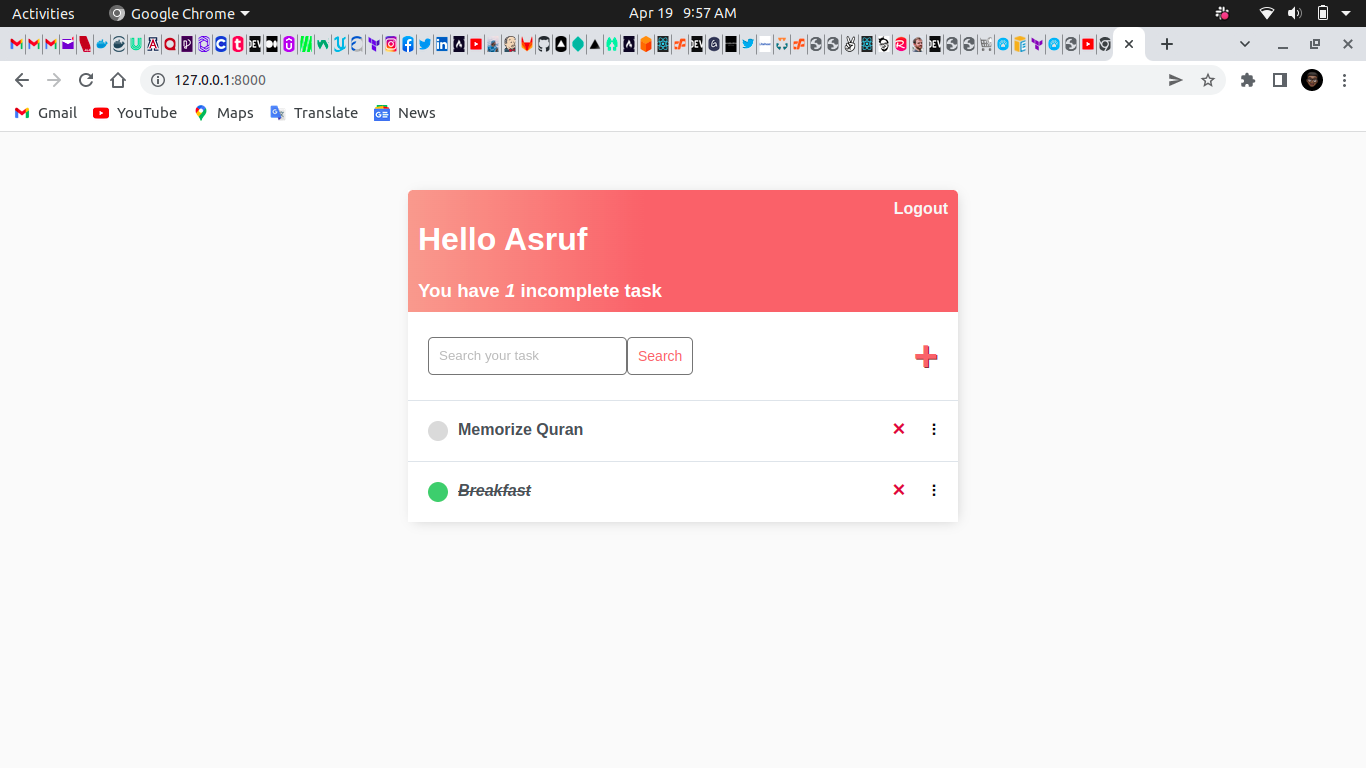 Activities Google Chrome Apr 19 9:57 AM
127.0.0.1:8000
Gmail YouTube Maps Translate News
Logout
Hello Asruf
You have 1 incomplete task
Search your task Search
Memorize Quran
Breakfast